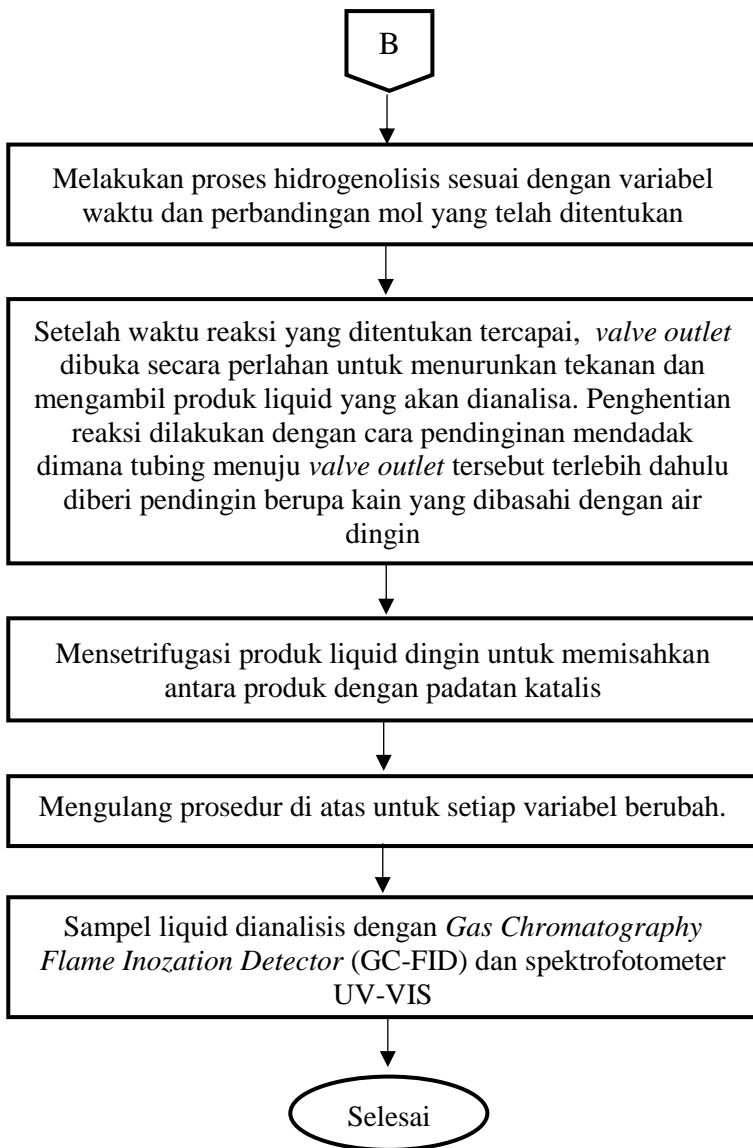 B
Melakukan proses hidrogenolisis sesuai dengan variabel
waktu dan perbandingan mol yang telah ditentukan
Setelah waktu reaksi yang ditentukan tercapai, valve outlet
dibuka secara perlahan untuk menurunkan tekanan dan
mengambil produk liquid yang akan dianalisa. Penghentian
reaksi dilakukan dengan cara pendinginan mendadak
dimana tubing menuju valve outlet tersebut terlebih dahulu
diberi pendingin berupa kain yang dibasahi dengan air
dingin
Mensetrifugasi produk liquid dingin untuk memisahkan
antara produk dengan padatan katalis
Mengulang prosedur di atas untuk setiap variabel berubah.
Sampel liquid dianalisis dengan Gas Chromatography
Flame Inozation Detector (GC-FID) dan spektrofotometer
UV-VIS
Selesai